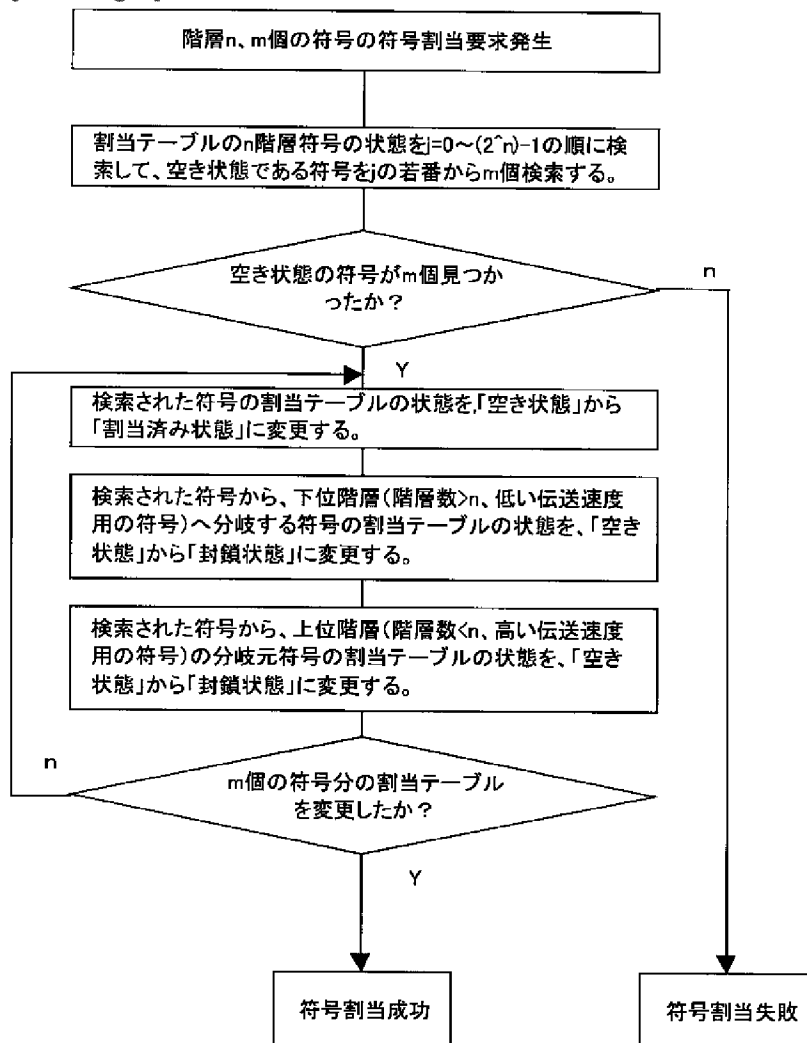 階層n、m個の符号の符号割当要求発生
割当テーブルのn階層符号の状態をj=0～(2^n)-1の順に検
索して、空き状態である符号をjの若番からm個検索する。
空き状態の符号がm個見つか
ったか？
n
Y
検索された符号の割当テーブルの状態を,「空き状態」から
「割当済み状態」に変更する。
検索された符号から、下位階層(階層数>n、低い伝送速度
用の符号)へ分岐する符号の割当テーブルの状態を、「空き
状態」から「封鎖状態」に変更する。
検索された符号から、上位階層(階層数<n、高い伝送速度
用の符号)の分岐元符号の割当テーブルの状態を、「空き
状態」から「封鎖状態」に変更する。
n
m個の符号分の割当テーブル
を変更したか？
Y
符号割当成功
符号割当失敗